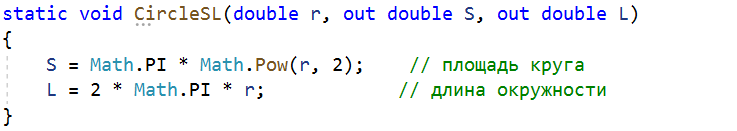 static void CircleSL(double r, out double S, out double L)
{
    S = Math.PI * Math.Pow(r, 2);    // площадь круга
    L = 2 * Math.PI * r;            // длина окружности
}